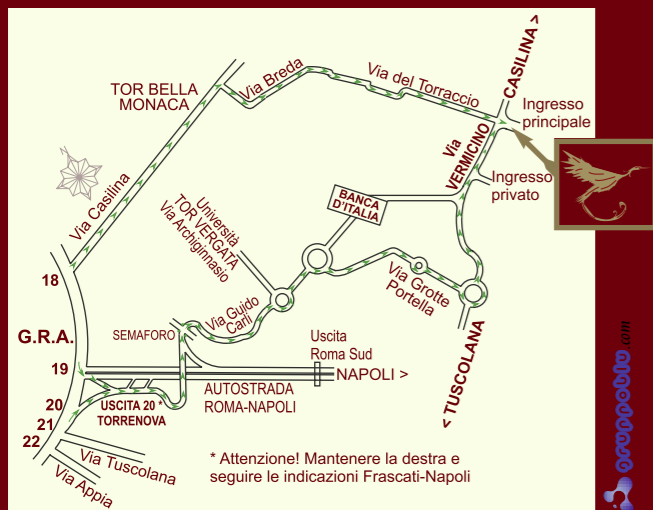 CASILINA >
TOR BELLA
MONACA
Via Breda
Via del Torraccio
Ingresso
principale
Via
VERMICINO
Ingresso
privato
BANCA
D'ITALIA
Via Casilina
Università
TOR VERGATA
Via Archiginnasio
Via Guido
Carli
Via Grotte
Portella
18
G.R.A.
SEMAFORO
Uscita
Roma Sud
19
NAPOLI >
< TUSCOLANA
AUTOSTRADA
ROMA-NAPOLI
USCITA 20 *
TORRENOVA
20
21
22
Via Tuscolana
Via Appia
* Attenzione! Mantenere la destra e
seguire le indicazioni Frascati-Napoli
.com